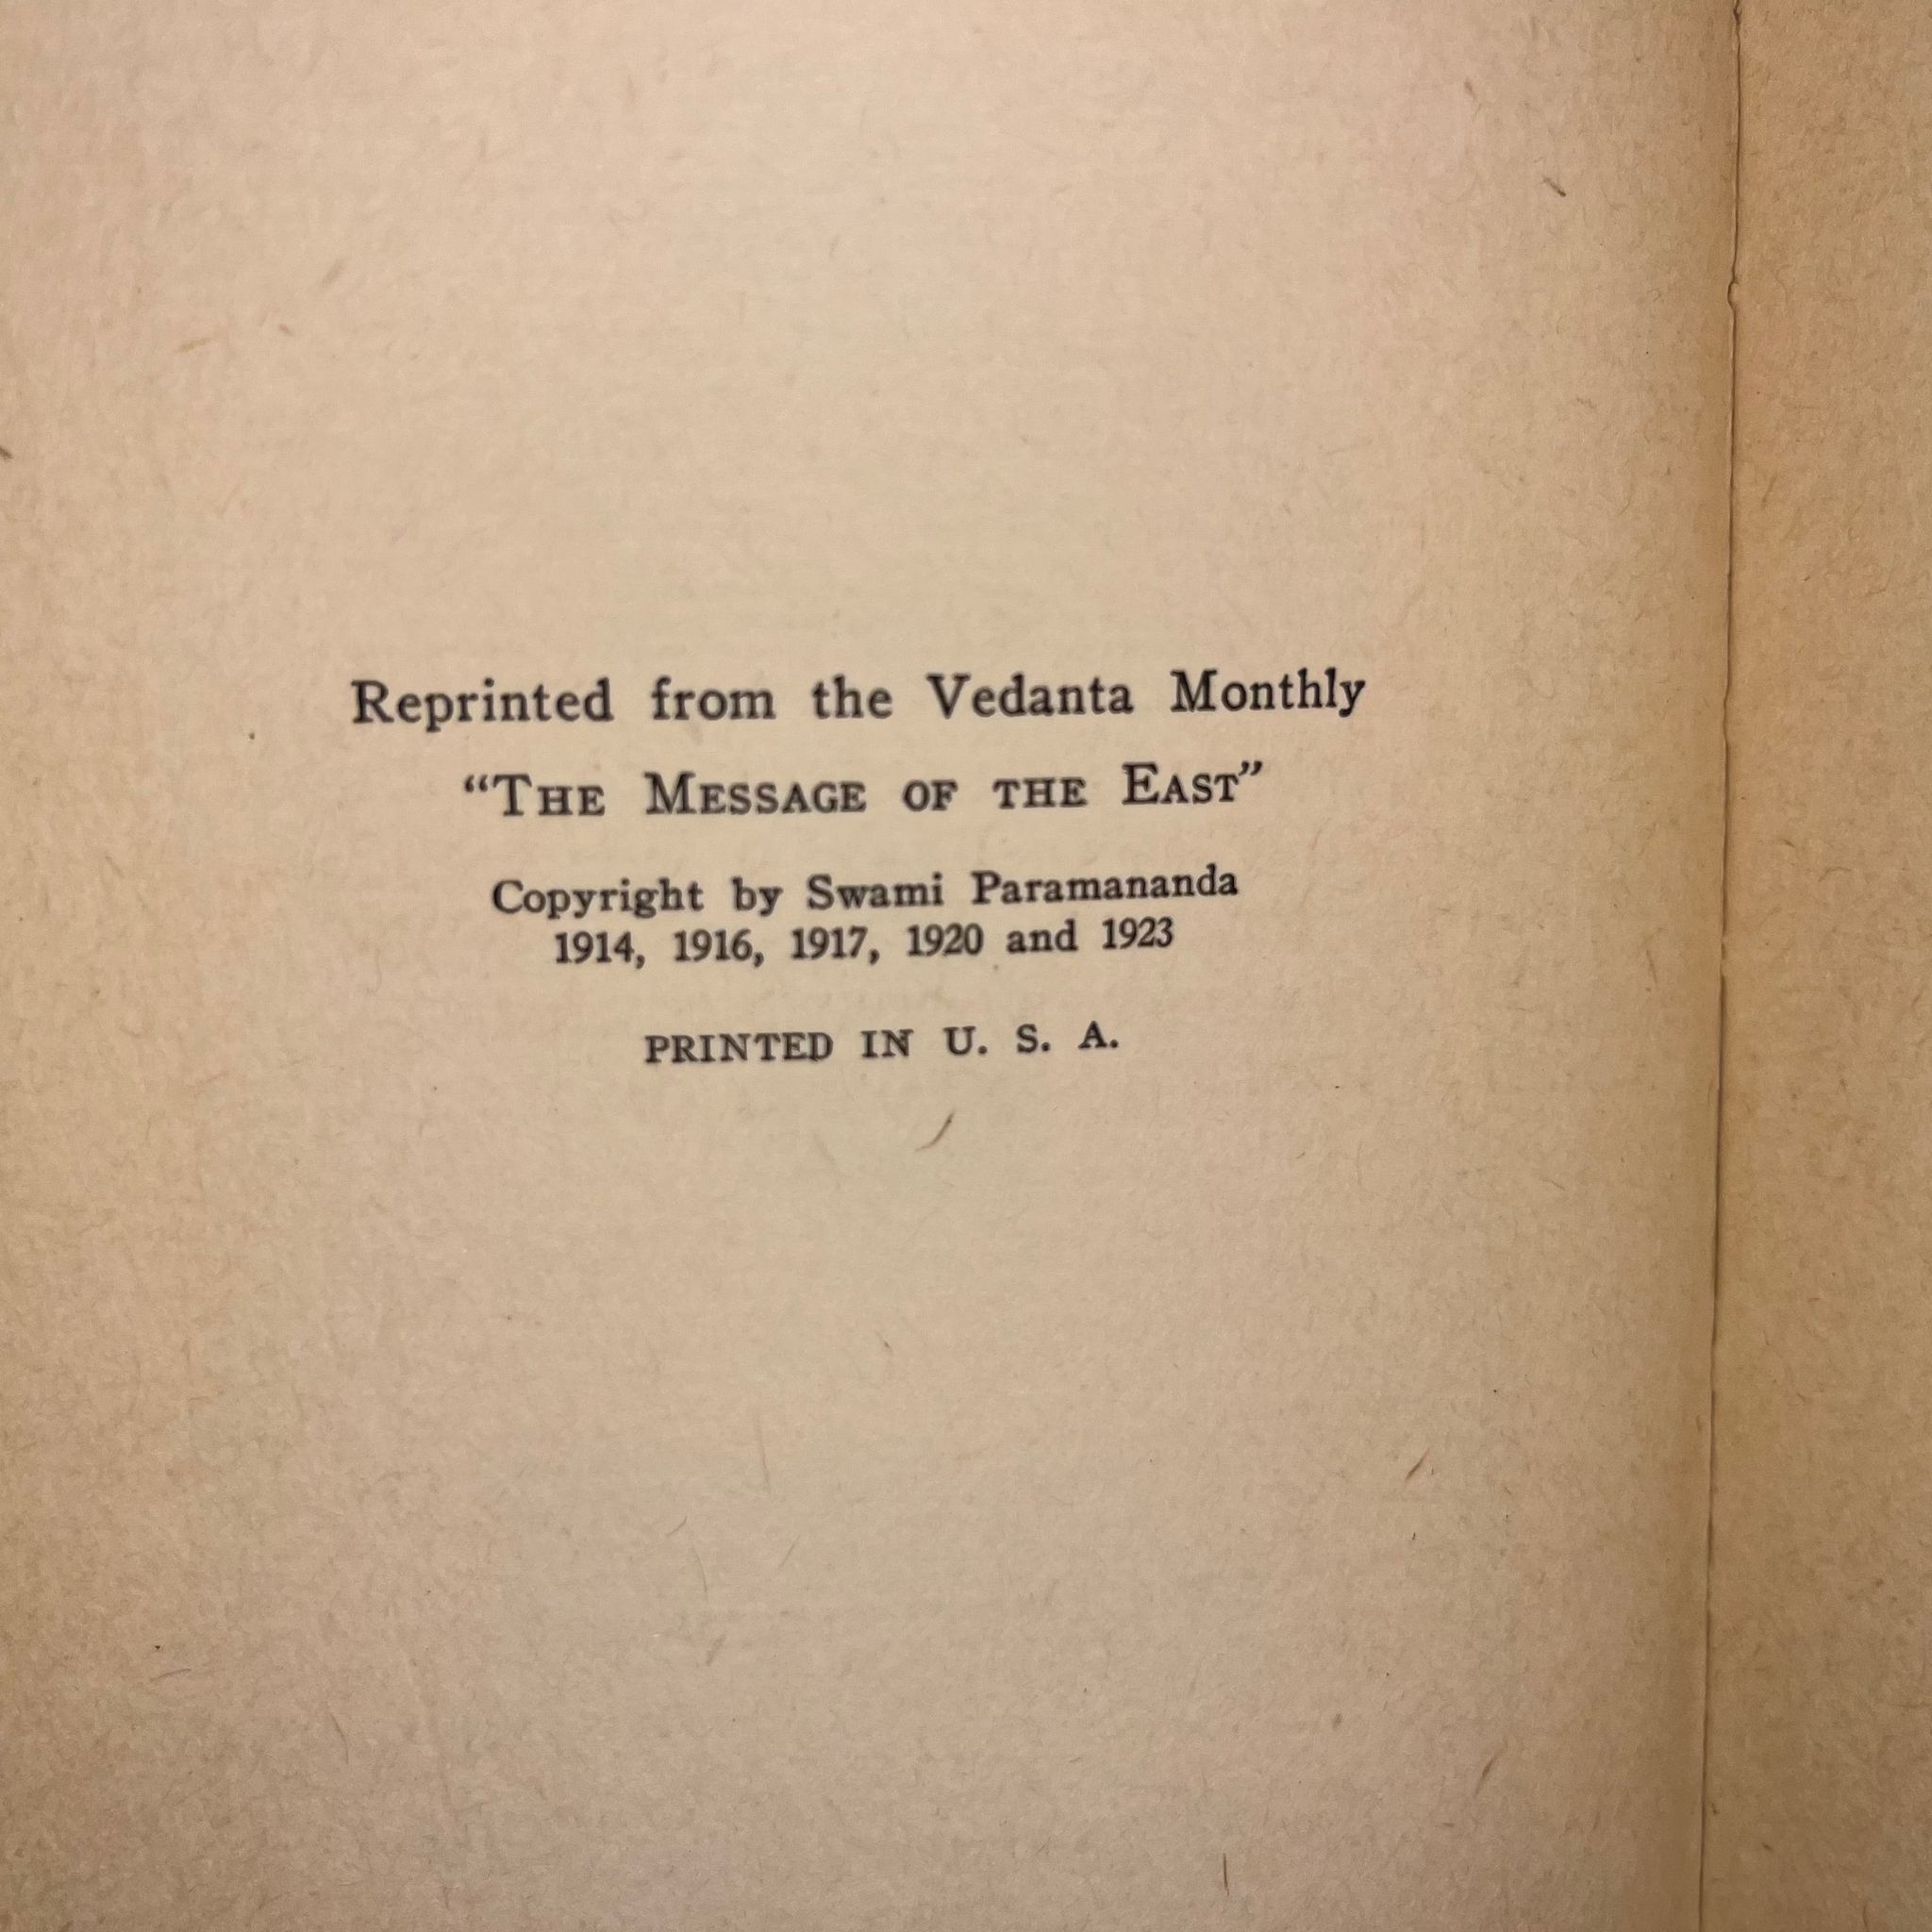 Reprinted from the Vedanta Monthly
“THE MESSAGE OF THE EAST”
Copyright by Swami Paramananda
1914, 1916, 1917, 1920 and 1923
PRINTED IN U. S. A.